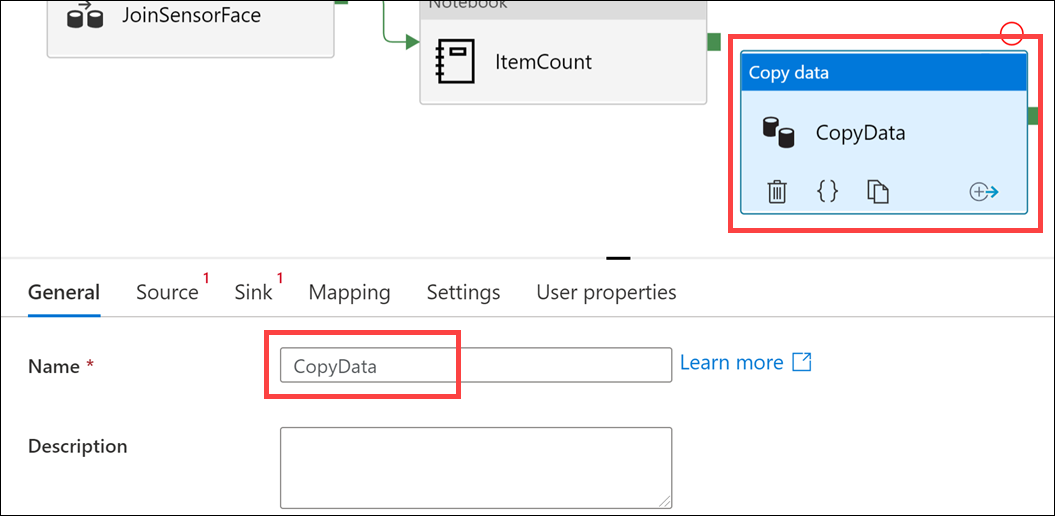 JoinSensorFace
Notebook
ItemCount
Copy data
CopyData
{}
General
Source 1
Sink 1
Mapping
Settings
User properties
Name *
CopyData
Learn more
Description